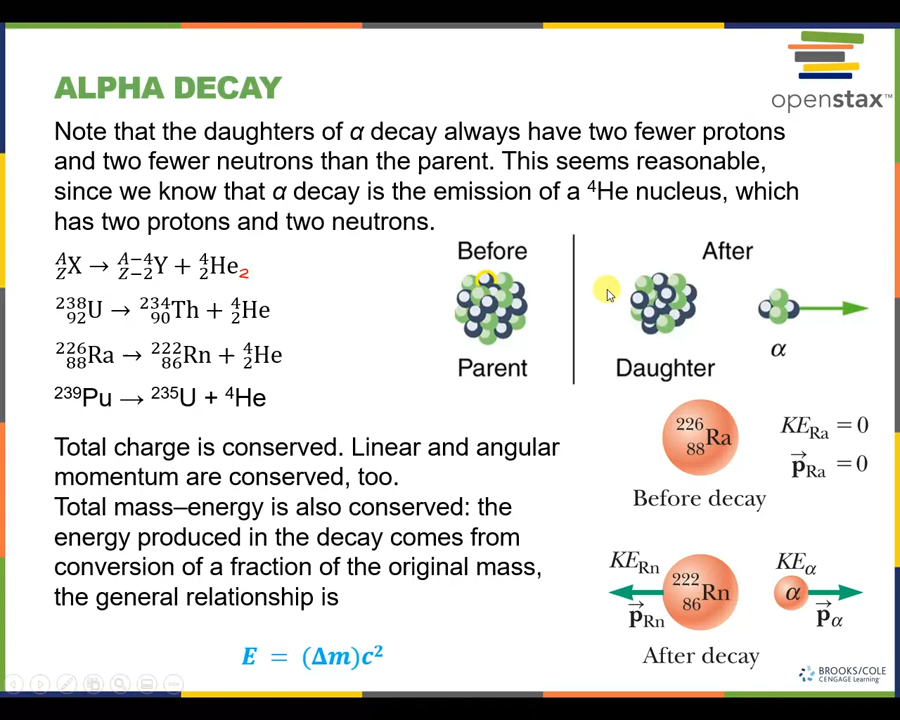 openstax™
ALPHA DECAY
Note that the daughters of α decay always have two fewer protons
and two fewer neutrons than the parent. This seems reasonable,
since we know that α decay is the emission of a ⁴He nucleus, which
has two protons and two neutrons.
ᴬ_ZX → ᴬ⁻⁴_Z₋₂Y + ⁴₂He₂
²³⁸₉₂U → ²³⁴₉₀Th + ⁴₂He
²²⁶₈₈Ra → ²²²₈₆Rn + ⁴₂He
²³⁹Pu → ²³⁵U + ⁴He
Before
After
Parent
Daughter
α
Total charge is conserved. Linear and angular
momentum are conserved, too.
Total mass–energy is also conserved: the
energy produced in the decay comes from
conversion of a fraction of the original mass,
the general relationship is
E = (Δm)c²
²²⁶₈₈Ra
KE_Ra = 0
p⃗_Ra = 0
Before decay
KE_Rn
KE_α
²²²₈₆Rn
α
p⃗_Rn
p⃗_α
After decay
BROOKS/COLE
CENGAGE Learning